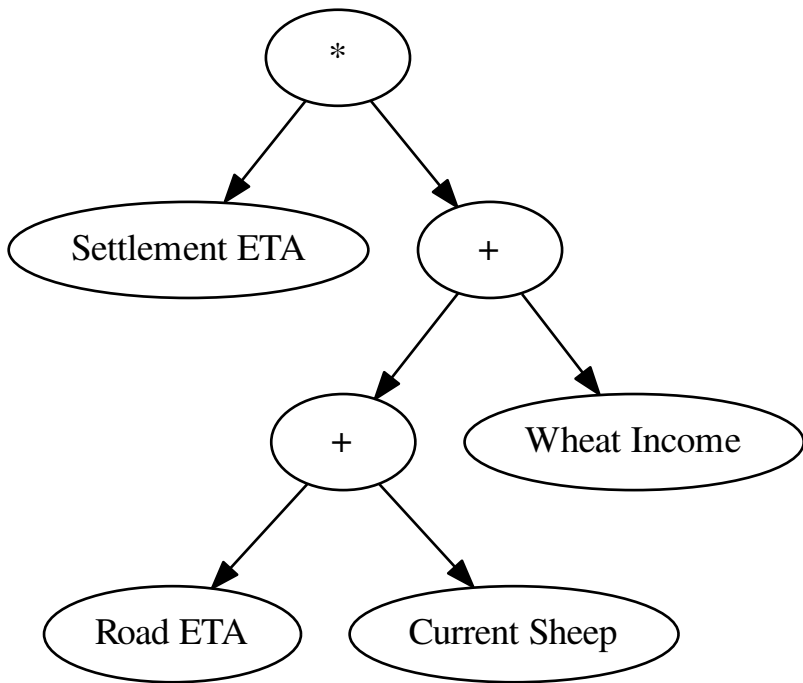 *
Settlement ETA
+
+
Wheat Income
Road ETA
Current Sheep